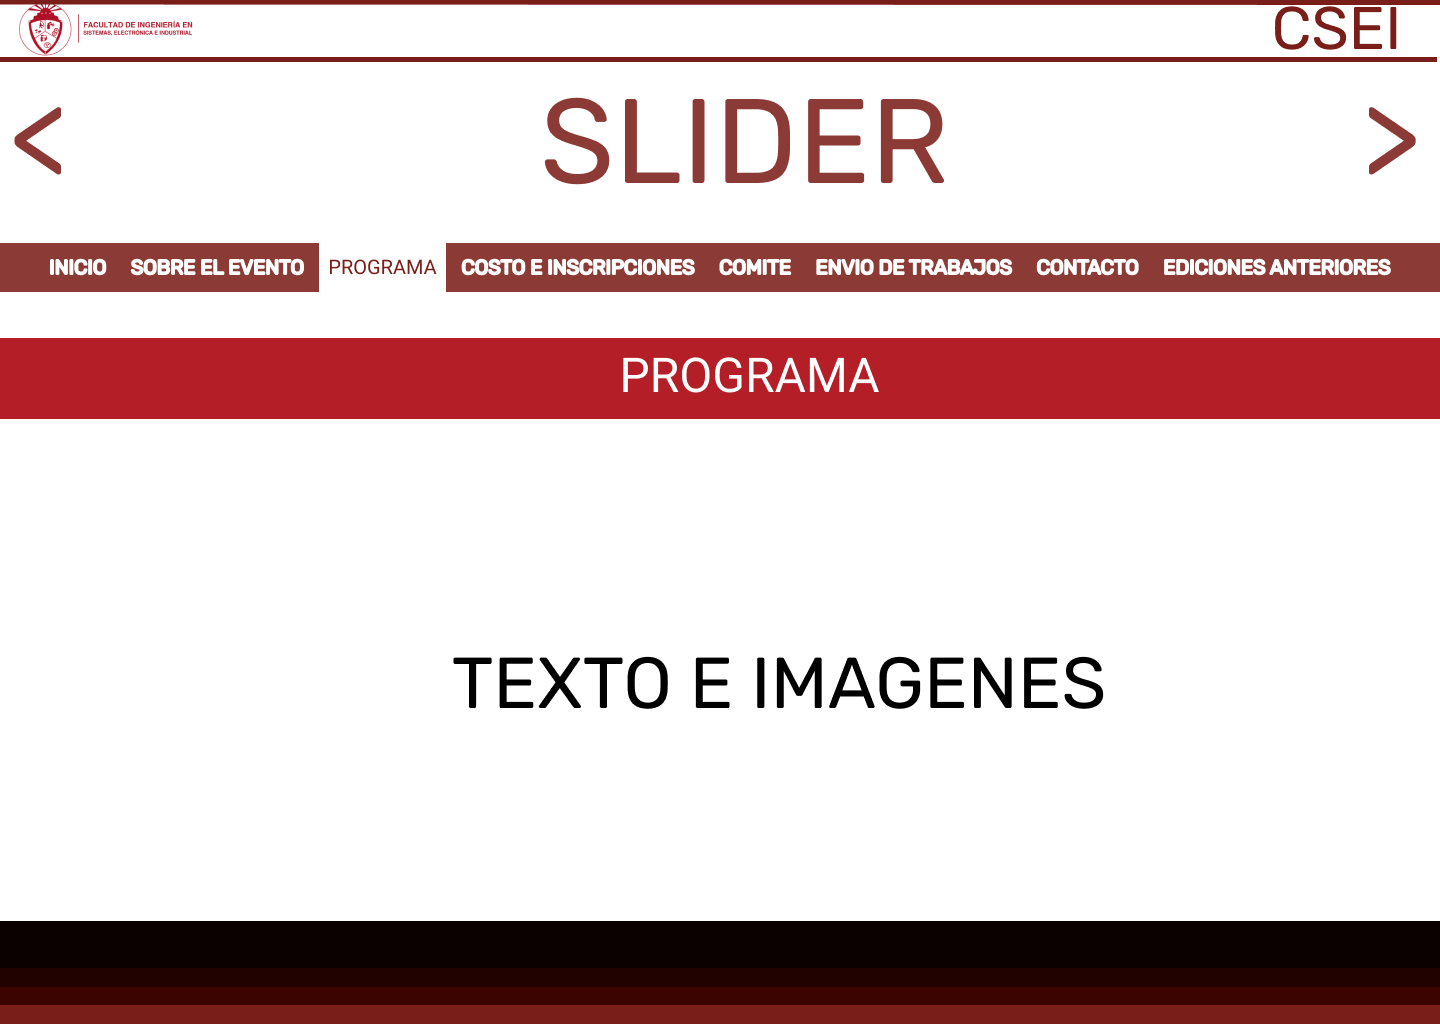 FACULTAD DE INGENIERÍA EN
SISTEMAS, ELECTRÓNICA E INDUSTRIAL
CSEI
< SLIDER >
INICIO SOBRE EL EVENTO PROGRAMA COSTO E INSCRIPCIONES COMITE ENVIO DE TRABAJOS CONTACTO EDICIONES ANTERIORES
PROGRAMA
TEXTO E IMAGENES